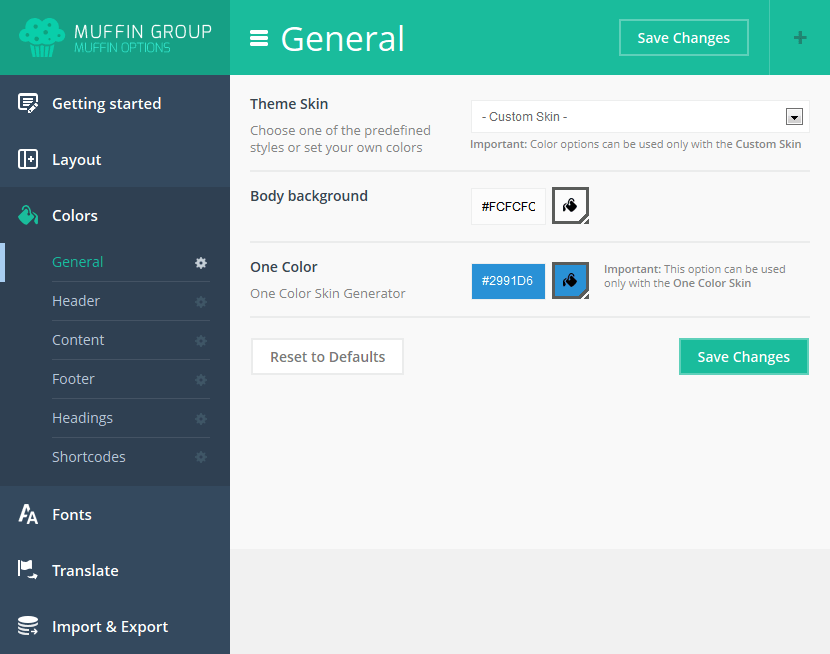 MUFFIN GROUP
MUFFIN OPTIONS
General
Save Changes
Getting started
Layout
Colors
General
Header
Content
Footer
Headings
Shortcodes
Fonts
Translate
Import & Export
Theme Skin
Choose one of the predefined
styles or set your own colors
- Custom Skin -
Important: Color options can be used only with the Custom Skin
Body background
#FCFCFC
One Color
One Color Skin Generator
#2991D6
Important: This option can be used
only with the One Color Skin
Reset to Defaults
Save Changes